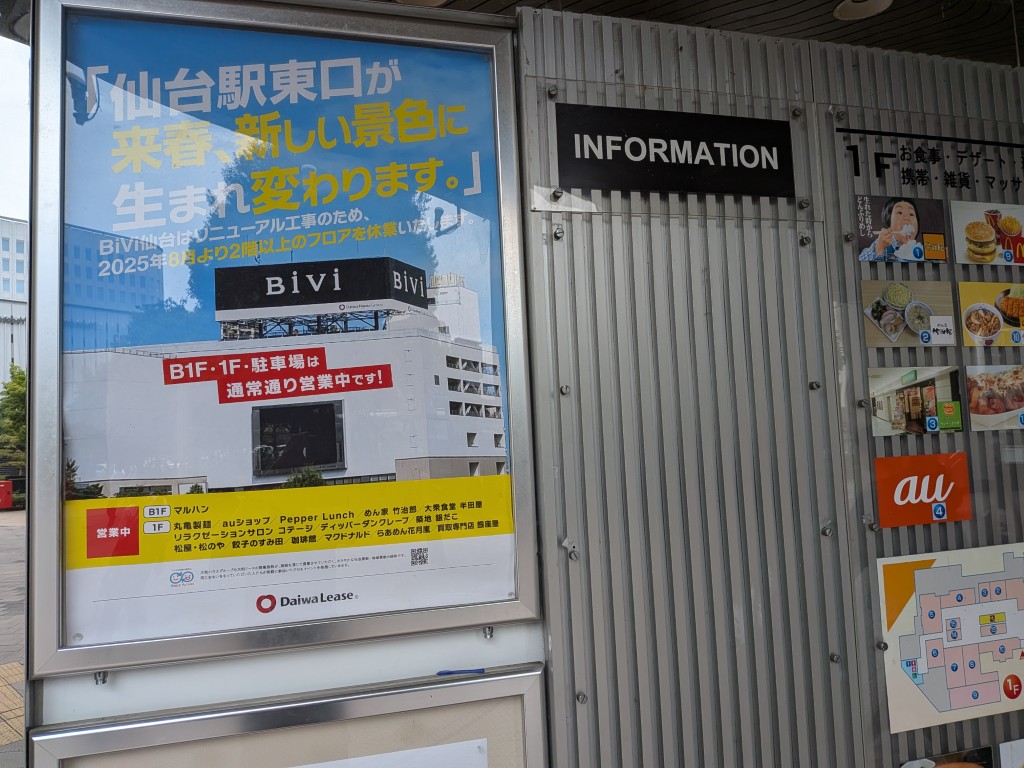 「仙台駅東口が
来春、新しい景色に
生まれ変わります。」
BiVi仙台はリニューアル工事のため、
2025年8月より2階以上のフロアを休業いたします。
BiVi
BiVi
B1F・1F・駐車場は
通常通り営業中です!
営業中
B1F マルハン
1F 丸亀製麺／auショップ／Pepper Lunch／めん家 竹治郎／大衆食堂 半田屋
リラクゼーションサロン コテージ／ディッパーダンクレープ／築地 銀だこ
松屋・松のや／餃子のすみ田／珈琲館／マクドナルド／らあめん花月嵐／買取専門店 銀座屋
DaiwaLease
INFORMATION
1F お食事・デザート・
携帯・雑貨・マッサ
1
2
3
au
4
1F